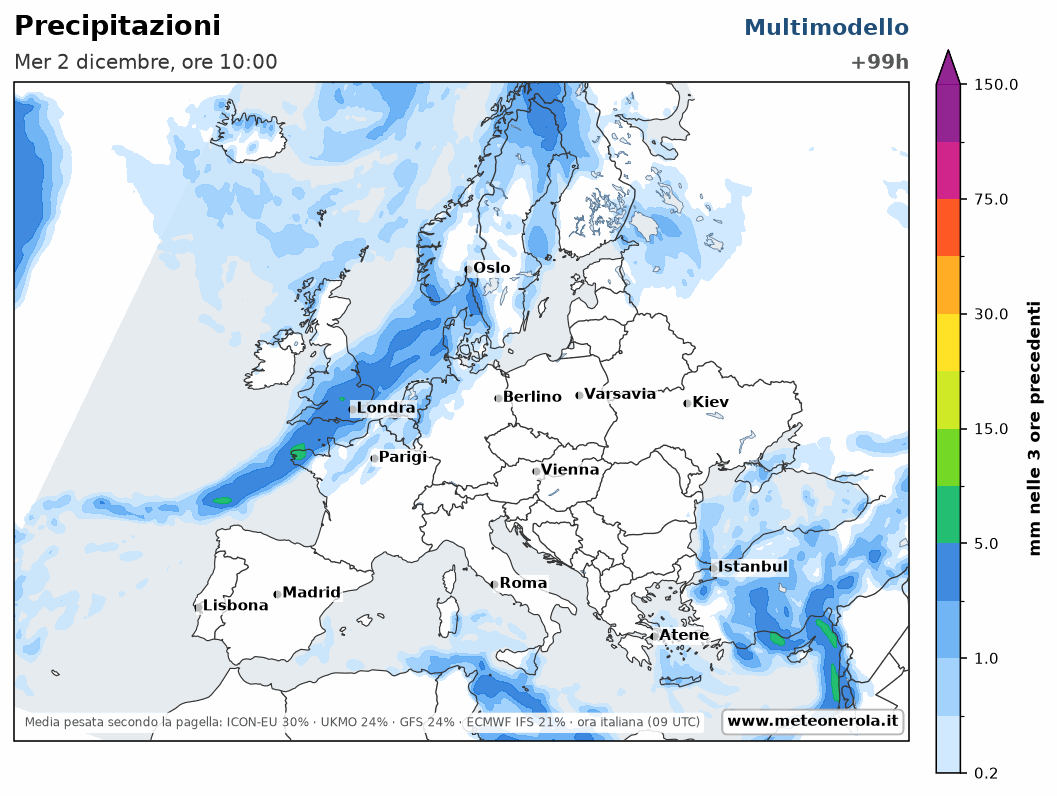 Precipitazioni
Multimodello
Mer 2 dicembre, ore 10:00
+99h
150.0
75.0
30.0
15.0
5.0
1.0
0.2
mm nelle 3 ore precedenti
Oslo
Berlino
Varsavia
Kiev
Londra
Parigi
Vienna
Istanbul
Roma
Madrid
Lisbona
Atene
Media pesata secondo la pagella: ICON-EU 30% · UKMO 24% · GFS 24% · ECMWF IFS 21% · ora italiana (09 UTC)
www.meteonerola.it